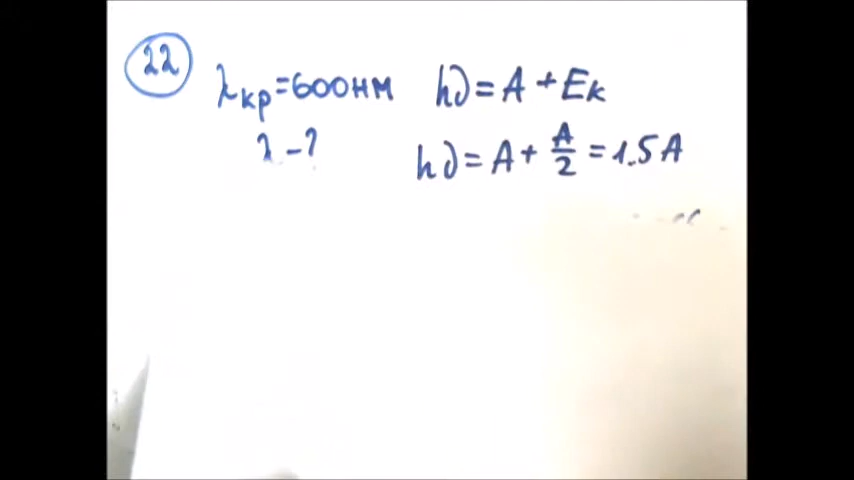 22
λкр=600нм hν = A + Eк
λ – ?
hν = A + A/2 = 1.5A